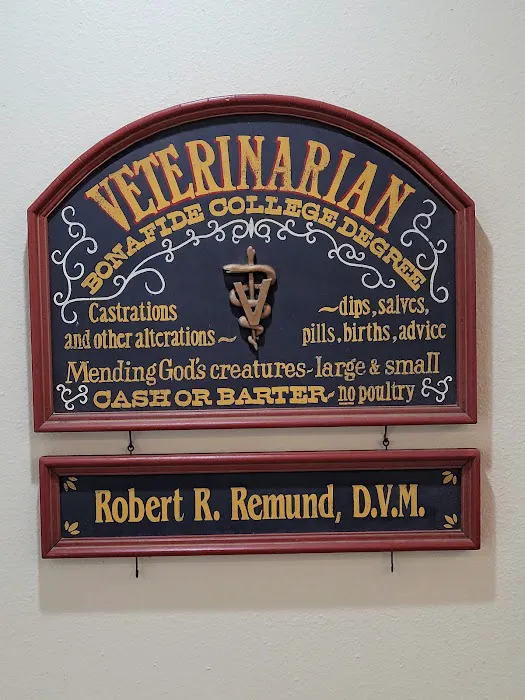 VETERINARIAN
BONAFIDE COLLEGE DEGREE
V
Castrations
and other alterations ~
~dips, salves,
pills, births, advice
Mending God's creatures - large & small
CASH OR BARTER - no poultry
Robert R. Remund, D.V.M.